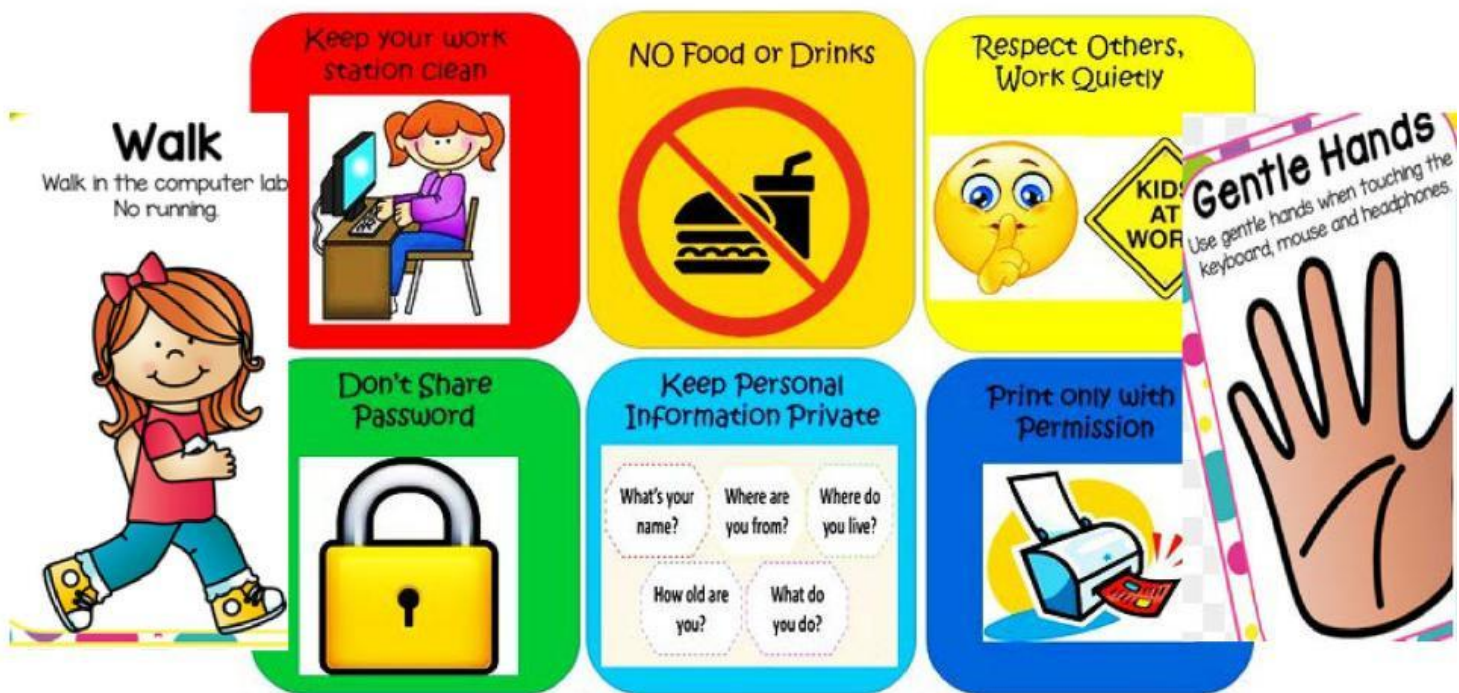 Keep your work
station clean
NO Food or Drinks
Respect Others,
Work Quietly
KIDS
AT
WORK
Walk
Walk in the computer lab
No running.
Gentle Hands
Use gentle hands when touching the
keyboard, mouse and headphones.
Don't Share
Password
Keep Personal
Information Private
What's your
name?
Where are
you from?
Where do
you live?
How old are
you?
What do
you do?
Print only with
Permission